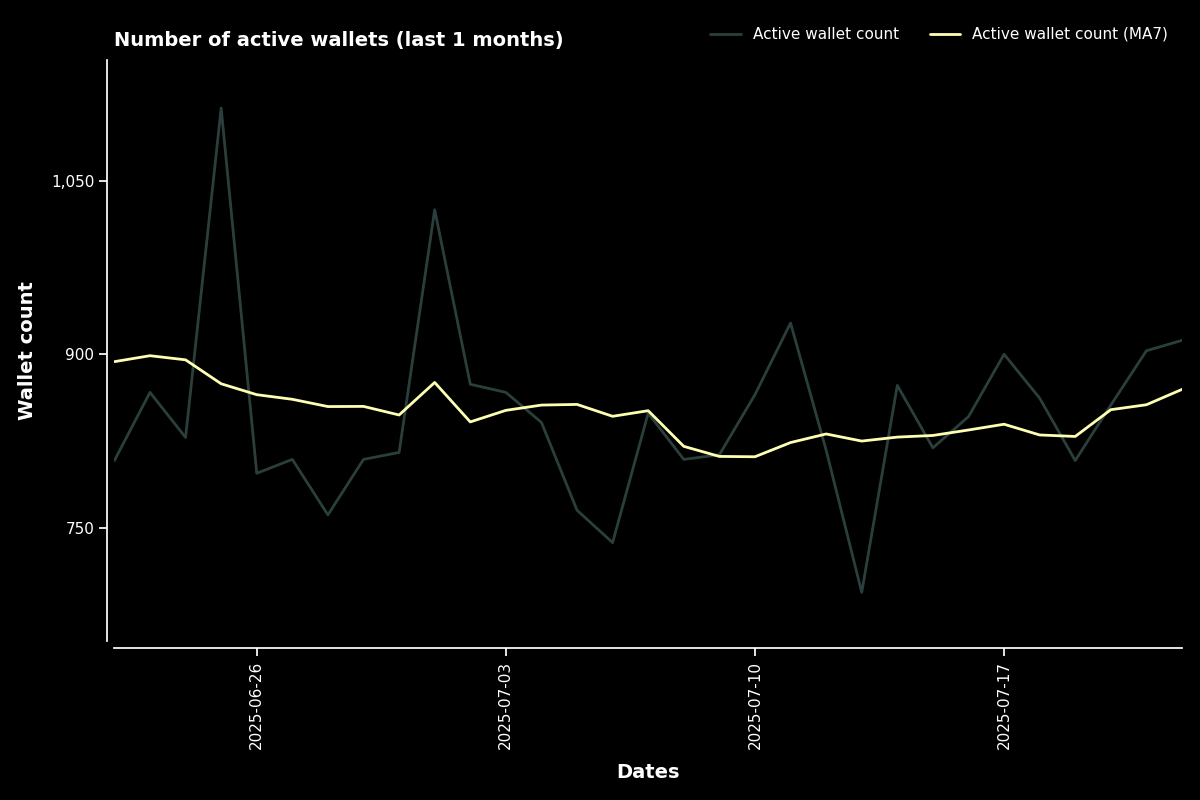 Number of active wallets (last 1 months)
Active wallet count
Active wallet count (MA7)
Wallet count
1,050
900
750
2025-06-26
2025-07-03
2025-07-10
2025-07-17
Dates